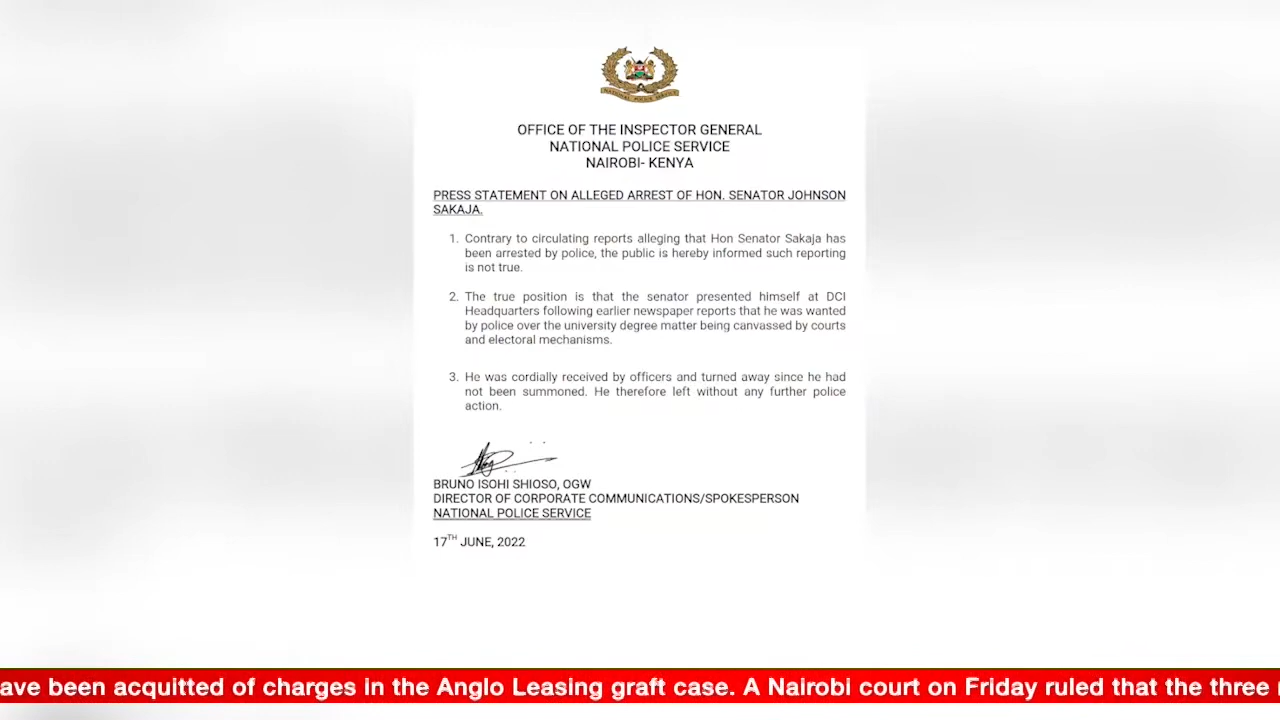 NATIONAL POLICE SERVICE
OFFICE OF THE INSPECTOR GENERAL
NATIONAL POLICE SERVICE
NAIROBI- KENYA
PRESS STATEMENT ON ALLEGED ARREST OF HON. SENATOR JOHNSON
SAKAJA.
1. Contrary to circulating reports alleging that Hon Senator Sakaja has
been arrested by police, the public is hereby informed such reporting
is not true.
2. The true position is that the senator presented himself at DCI
Headquarters following earlier newspaper reports that he was wanted
by police over the university degree matter being canvassed by courts
and electoral mechanisms.
3. He was cordially received by officers and turned away since he had
not been summoned. He therefore left without any further police
action.
BRUNO ISOHI SHIOSO, OGW
DIRECTOR OF CORPORATE COMMUNICATIONS/SPOKESPERSON
NATIONAL POLICE SERVICE
17TH JUNE, 2022
ave been acquitted of charges in the Anglo Leasing graft case. A Nairobi court on Friday ruled that the three